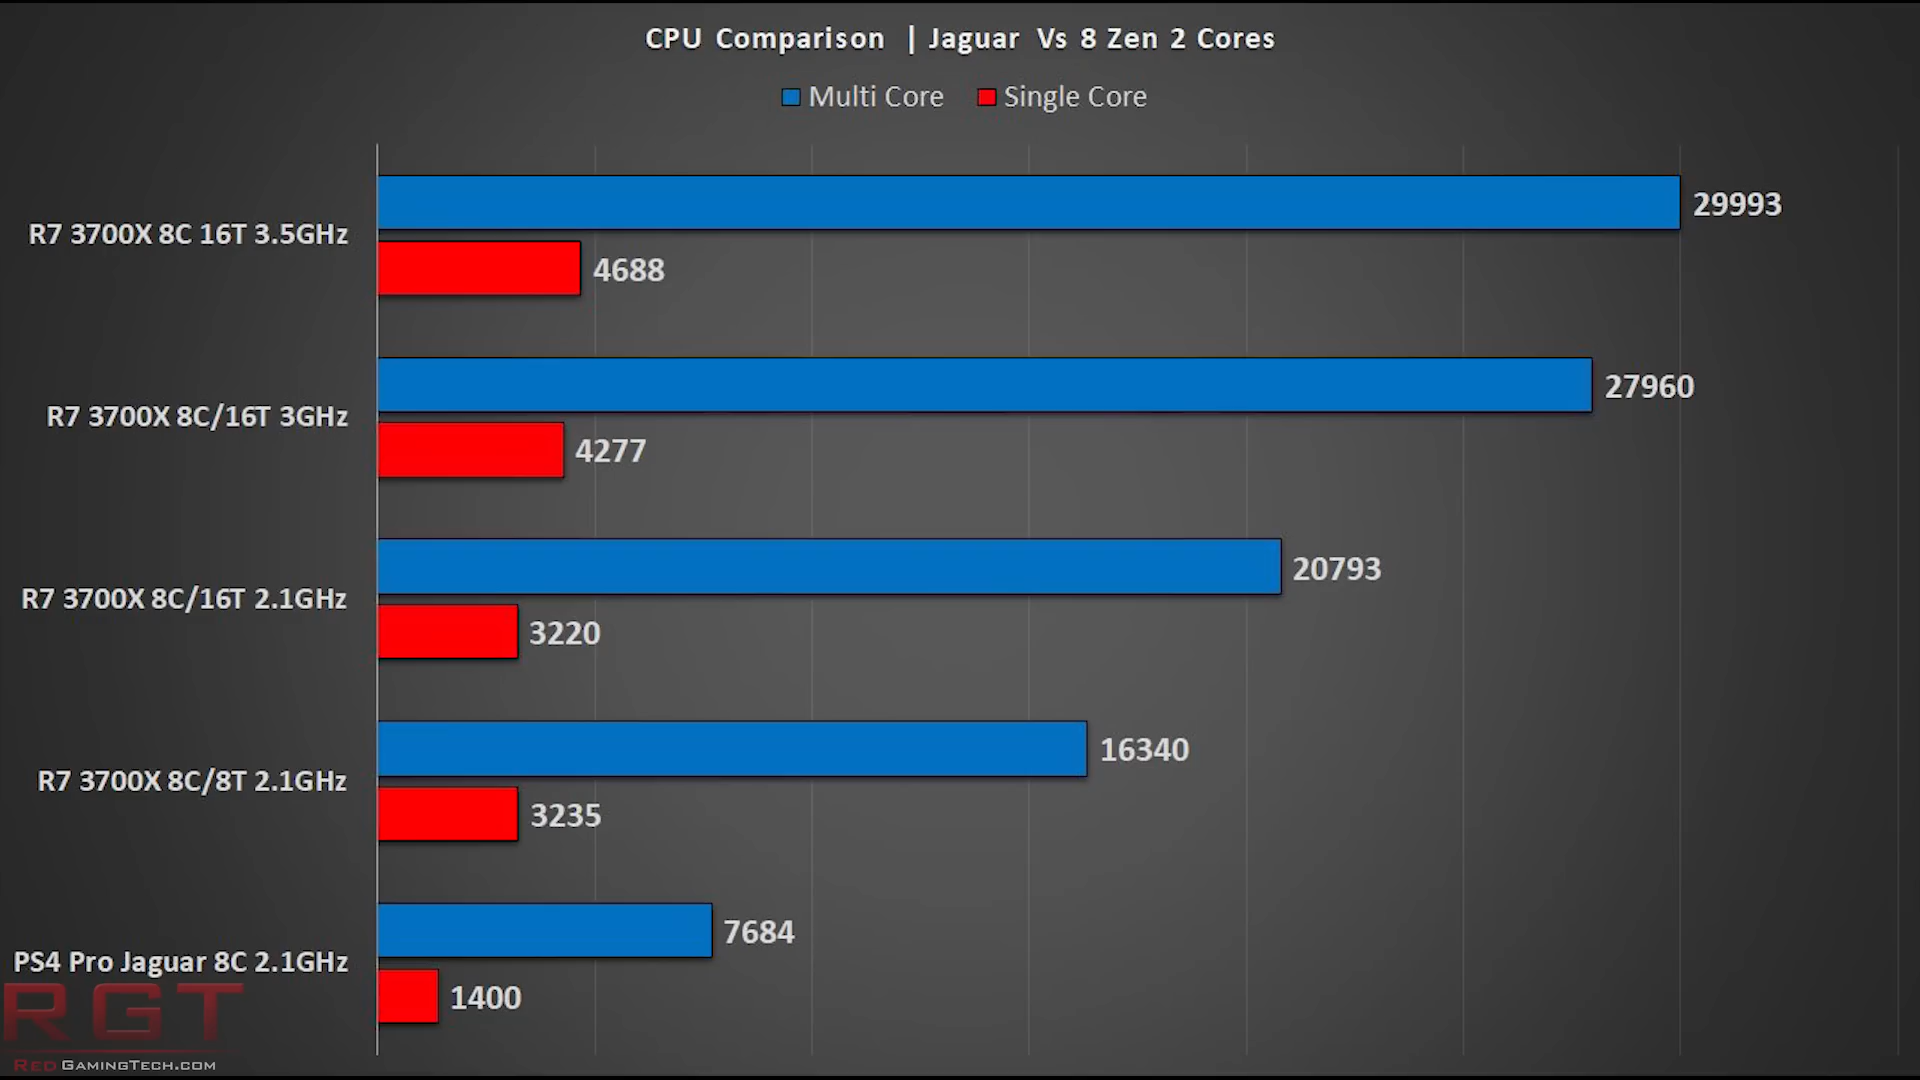 CPU Comparison | Jaguar Vs 8 Zen 2 Cores
Multi Core Single Core
R7 3700X 8C 16T 3.5GHz
29993
4688
R7 3700X 8C/16T 3GHz
27960
4277
R7 3700X 8C/16T 2.1GHz
20793
3220
R7 3700X 8C/8T 2.1GHz
16340
3235
PS4 Pro Jaguar 8C 2.1GHz
7684
1400
RGT
REDGAMINGTECH.COM